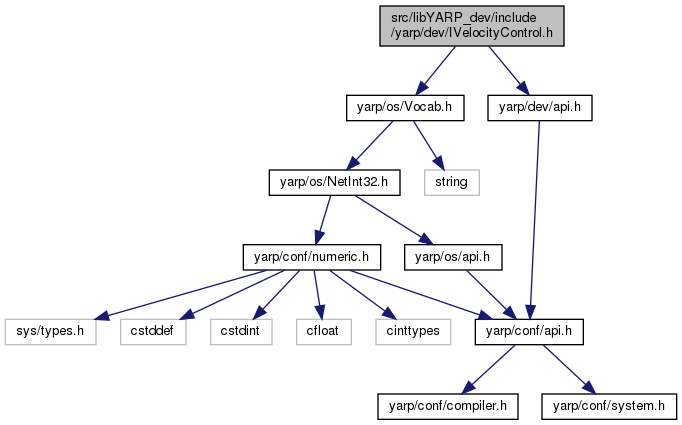 src/libYARP_dev/include
/yarp/dev/IVelocityControl.h
yarp/os/Vocab.h
yarp/dev/api.h
yarp/os/NetInt32.h
string
yarp/conf/numeric.h
yarp/os/api.h
sys/types.h
cstddef
cstdint
cfloat
cinttypes
yarp/conf/api.h
yarp/conf/compiler.h
yarp/conf/system.h